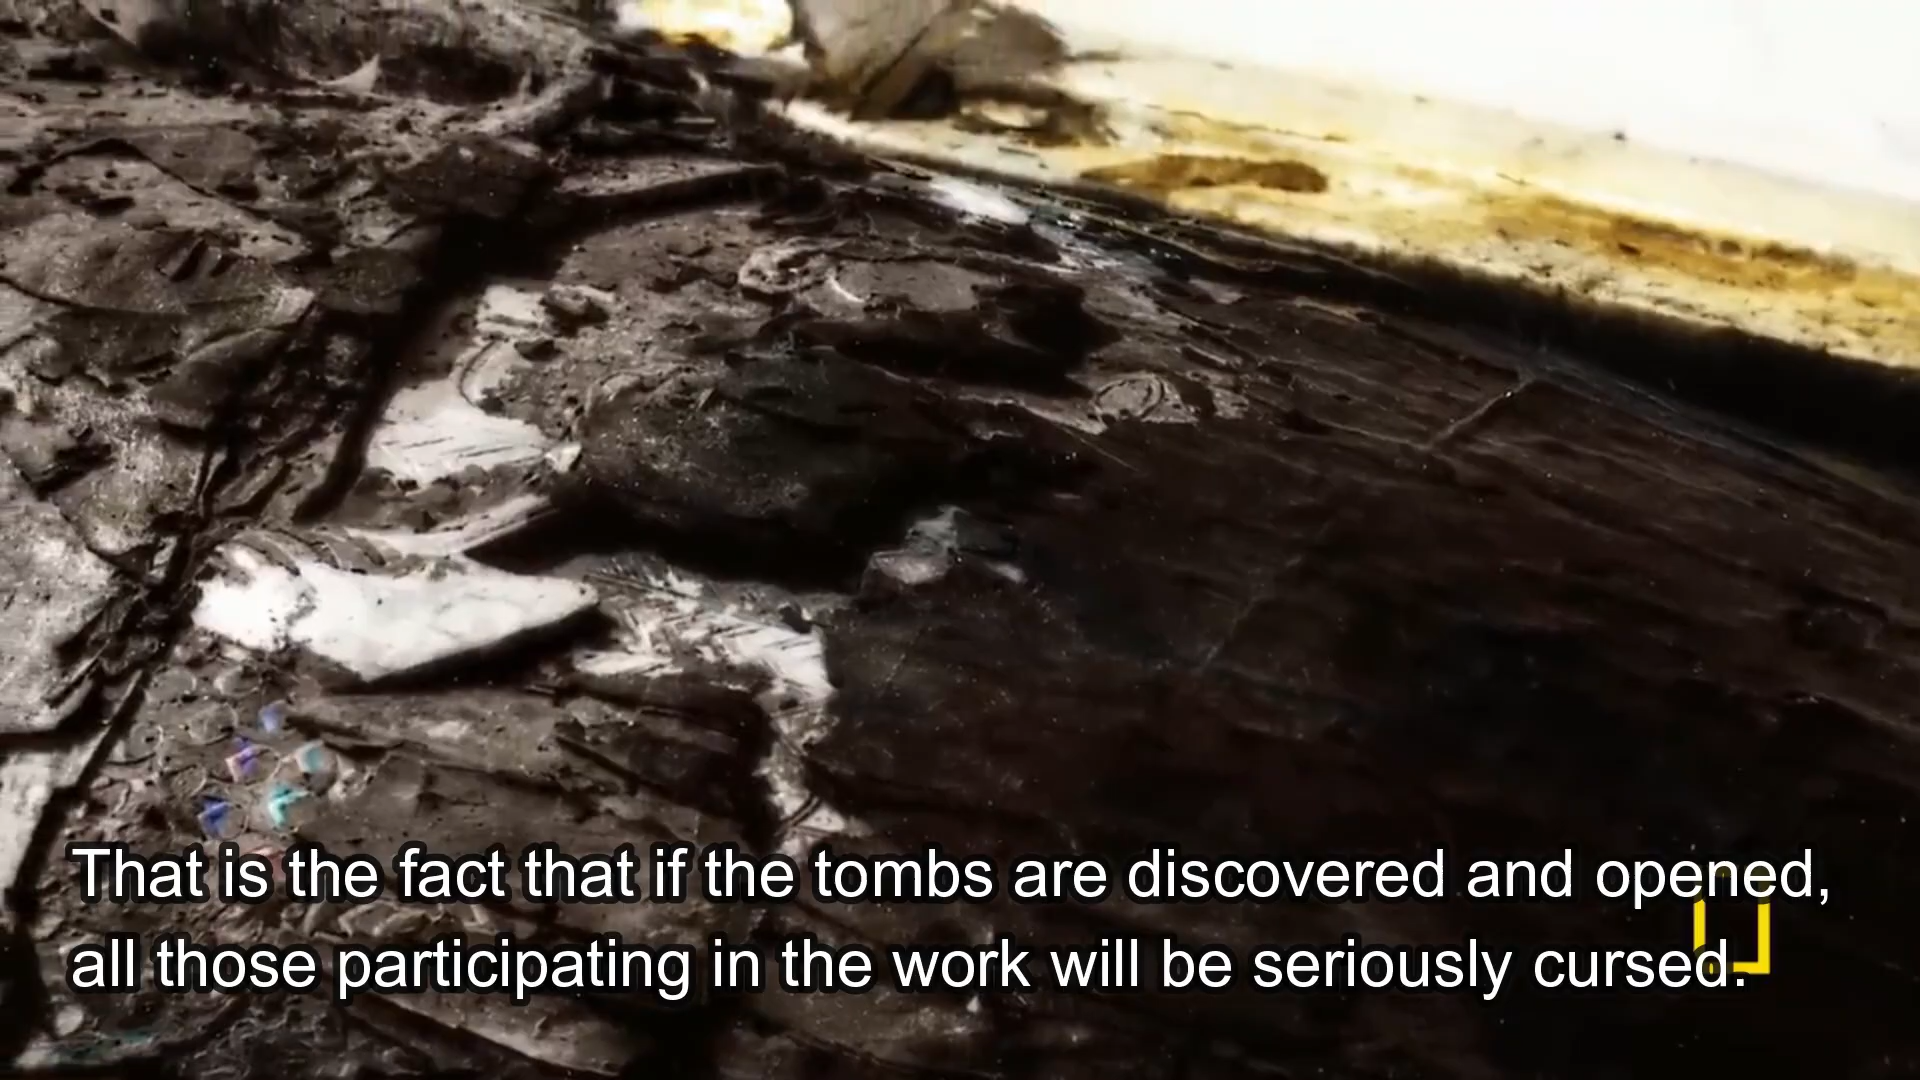 That is the fact that if the tombs are discovered and opened,
all those participating in the work will be seriously cursed.